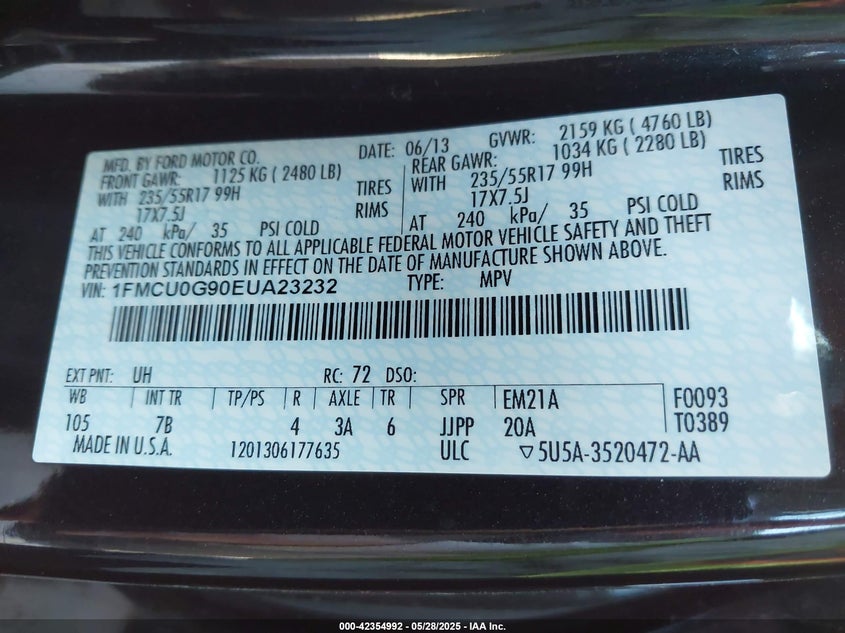 MFD. BY FORD MOTOR CO. DATE: 06/13 GVWR: 2159 KG ( 4760 LB)
FRONT GAWR: 1125 KG ( 2480 LB) REAR GAWR: 1034 KG ( 2280 LB)
WITH 235/55R17 99H TIRES WITH 235/55R17 99H TIRES
17X7.5J RIMS 17X7.5J RIMS
AT 240 kPa/ 35 PSI COLD AT 240 kPa/ 35 PSI COLD
THIS VEHICLE CONFORMS TO ALL APPLICABLE FEDERAL MOTOR VEHICLE SAFETY AND THEFT
PREVENTION STANDARDS IN EFFECT ON THE DATE OF MANUFACTURE SHOWN ABOVE.
VIN: 1FMCU0G90EUA23232 TYPE: MPV
EXT PNT: UH RC: 72 DSO:
WB INT TR TP/PS R AXLE TR SPR EM21A F0093
105 7B 4 3A 6 JJPP 20A T0389
MADE IN U.S.A. 1201306177635 ULC ▽5U5A-3520472-AA
000-42354992 - 05/28/2025 - IAA Inc.